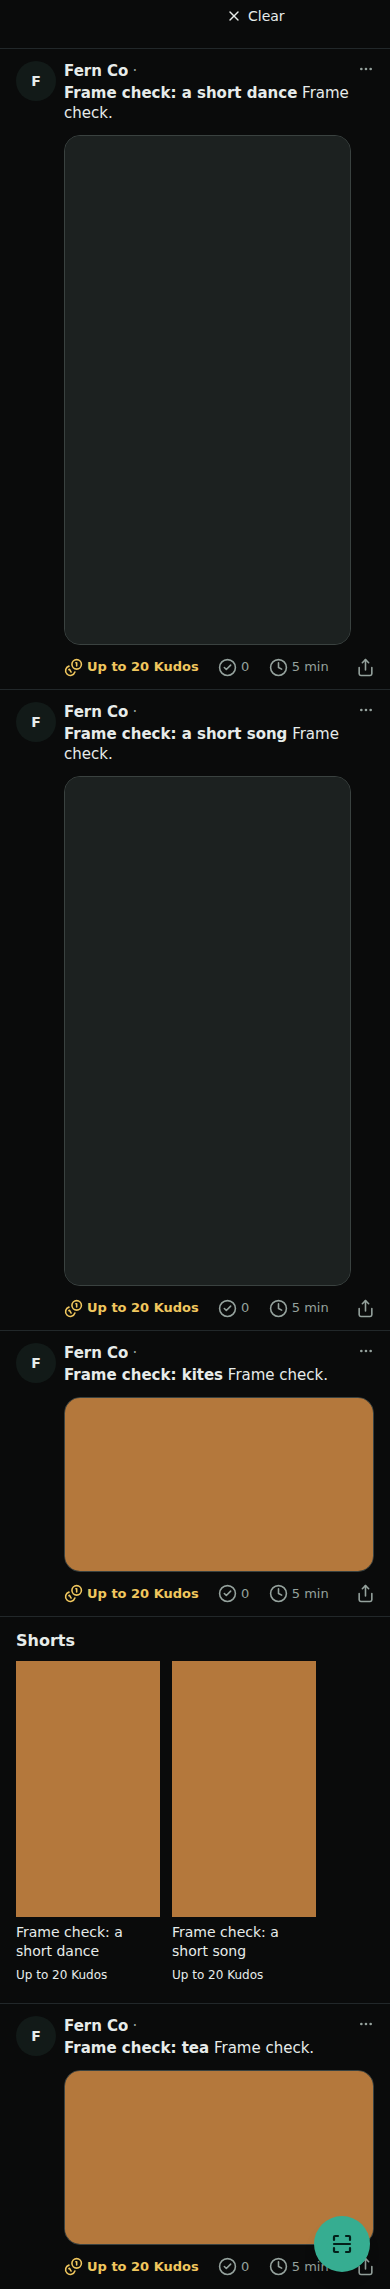 Clear
F
Fern Co ·
Frame check: a short dance Frame
check.
Up to 20 Kudos 0 5 min
F
Fern Co ·
Frame check: a short song Frame
check.
Up to 20 Kudos 0 5 min
F
Fern Co ·
Frame check: kites Frame check.
Up to 20 Kudos 0 5 min
Shorts
Frame check: a
short dance
Up to 20 Kudos
Frame check: a
short song
Up to 20 Kudos
F
Fern Co ·
Frame check: tea Frame check.
Up to 20 Kudos 0 5 min